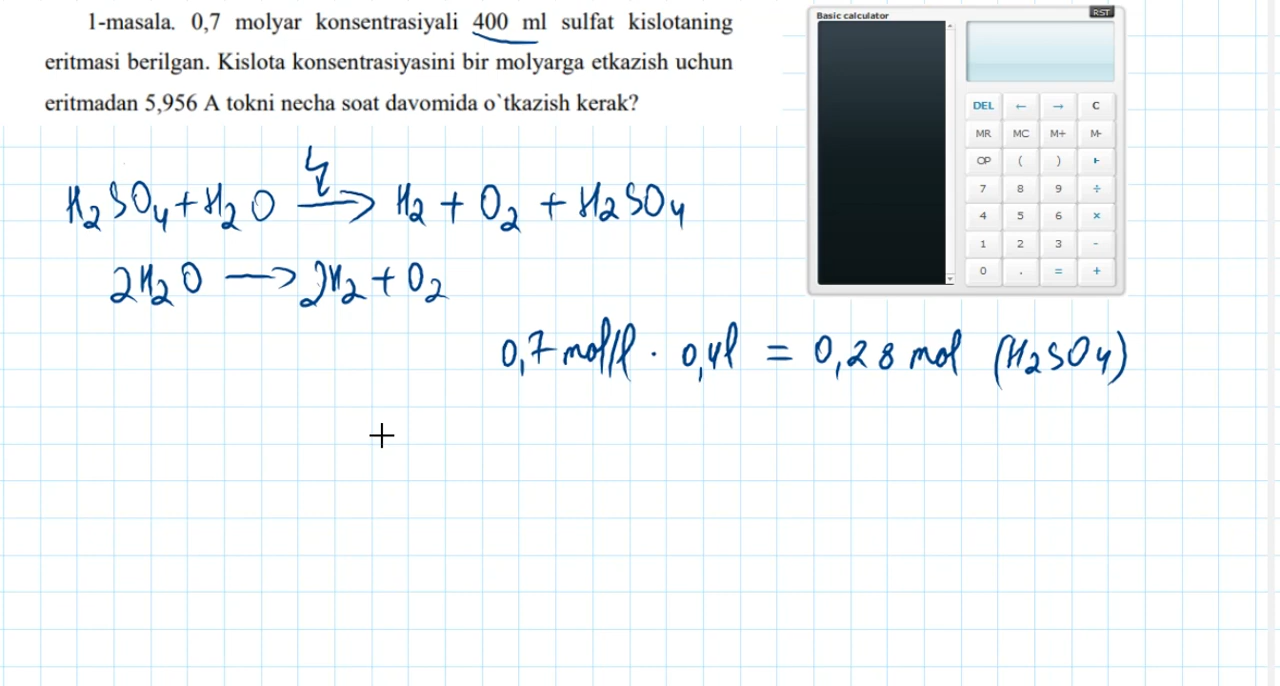 1-masala. 0,7 molyar konsentrasiyali 400 ml sulfat kislotaning
eritmasi berilgan. Kislota konsentrasiyasini bir molyarga etkazish uchun
eritmadan 5,956 A tokni necha soat davomida o`tkazish kerak?
H2SO4 + H2O → H2 + O2 + H2SO4
2H2O → 2H2 + O2
0,7 mol/l · 0,4l = 0,28 mol (H2SO4)
Basic calculator
RST
DEL ← → C
MR MC M+ M-
OP ( ) ⊦
7 8 9 ÷
4 5 6 ×
1 2 3 -
0 . = +